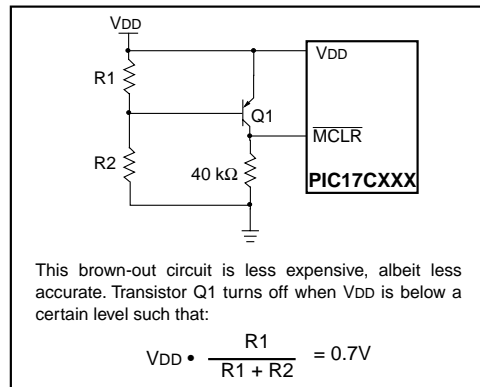 VDD
VDD
R1
Q1
MCLR
R2
40 kΩ
PIC17CXXX
This brown-out circuit is less expensive, albeit less
accurate. Transistor Q1 turns off when VDD is below a
certain level such that:
VDD • R1 / R1 + R2 = 0.7V